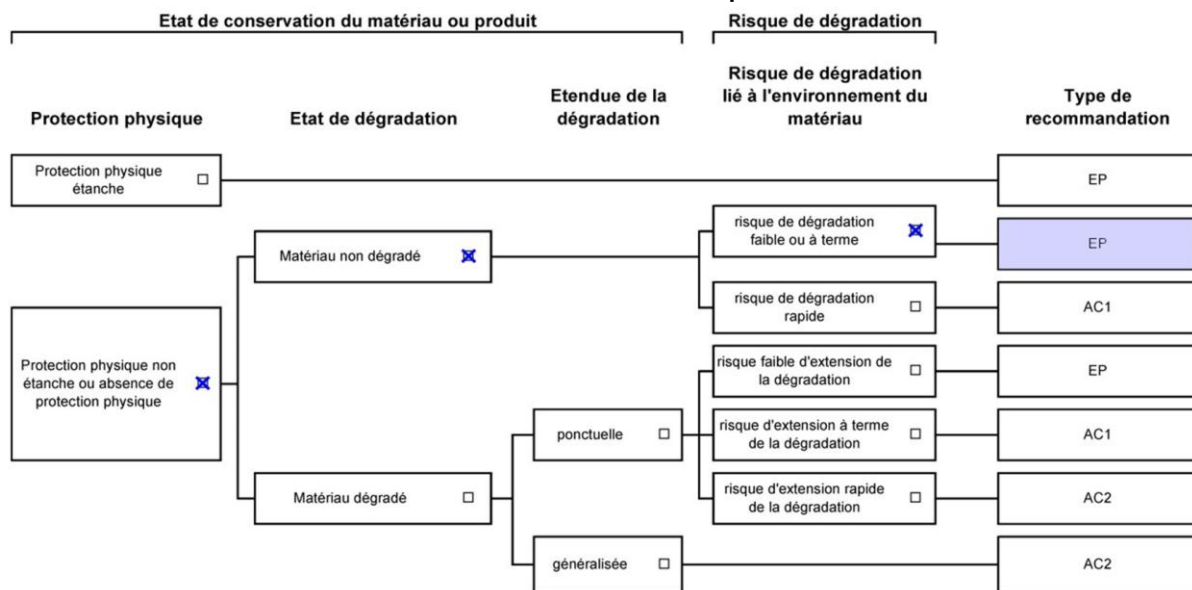 Etat de conservation du matériau ou produit
Risque de dégradation
Protection physique
Etat de dégradation
Etendue de la
dégradation
Risque de dégradation
lié à l'environnement du
matériau
Type de
recommandation
Protection physique
étanche
EP
risque de dégradation
faible ou à terme
EP
Matériau non dégradé
risque de dégradation
rapide
AC1
Protection physique non
étanche ou absence de
protection physique
risque faible d'extension de
la dégradation
EP
ponctuelle
risque d'extension à terme
de la dégradation
AC1
Matériau dégradé
risque d'extension rapide
de la dégradation
AC2
généralisée
AC2